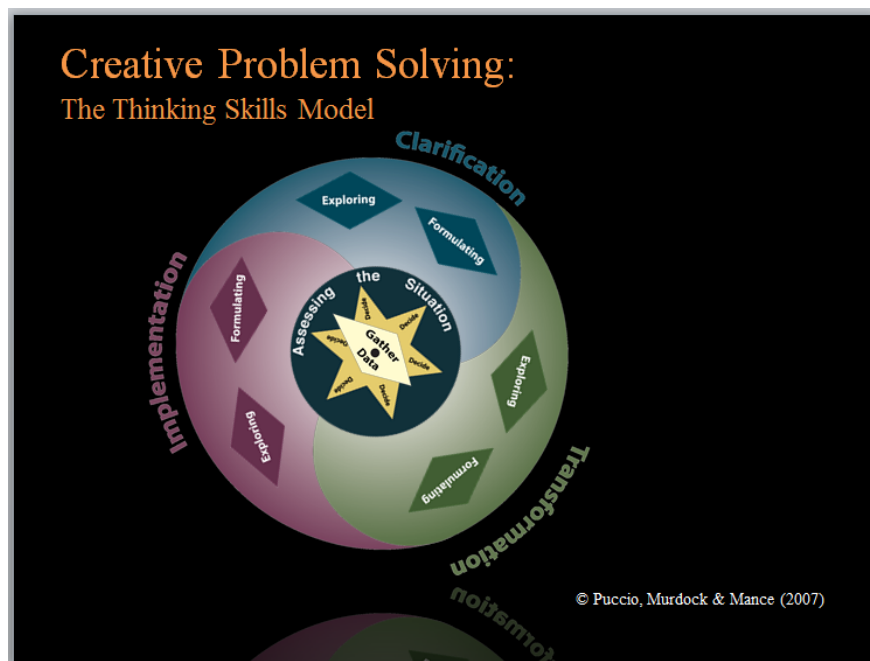 Creative Problem Solving:
The Thinking Skills Model
Clarification
Exploring
Formulating
Implementation
Formulating
Exploring
Assessing the Situation
Decide
Decide
Decide
Decide
Decide
Decide
Gather
Data
Exploring
Formulating
Transformation
© Puccio, Murdock & Mance (2007)